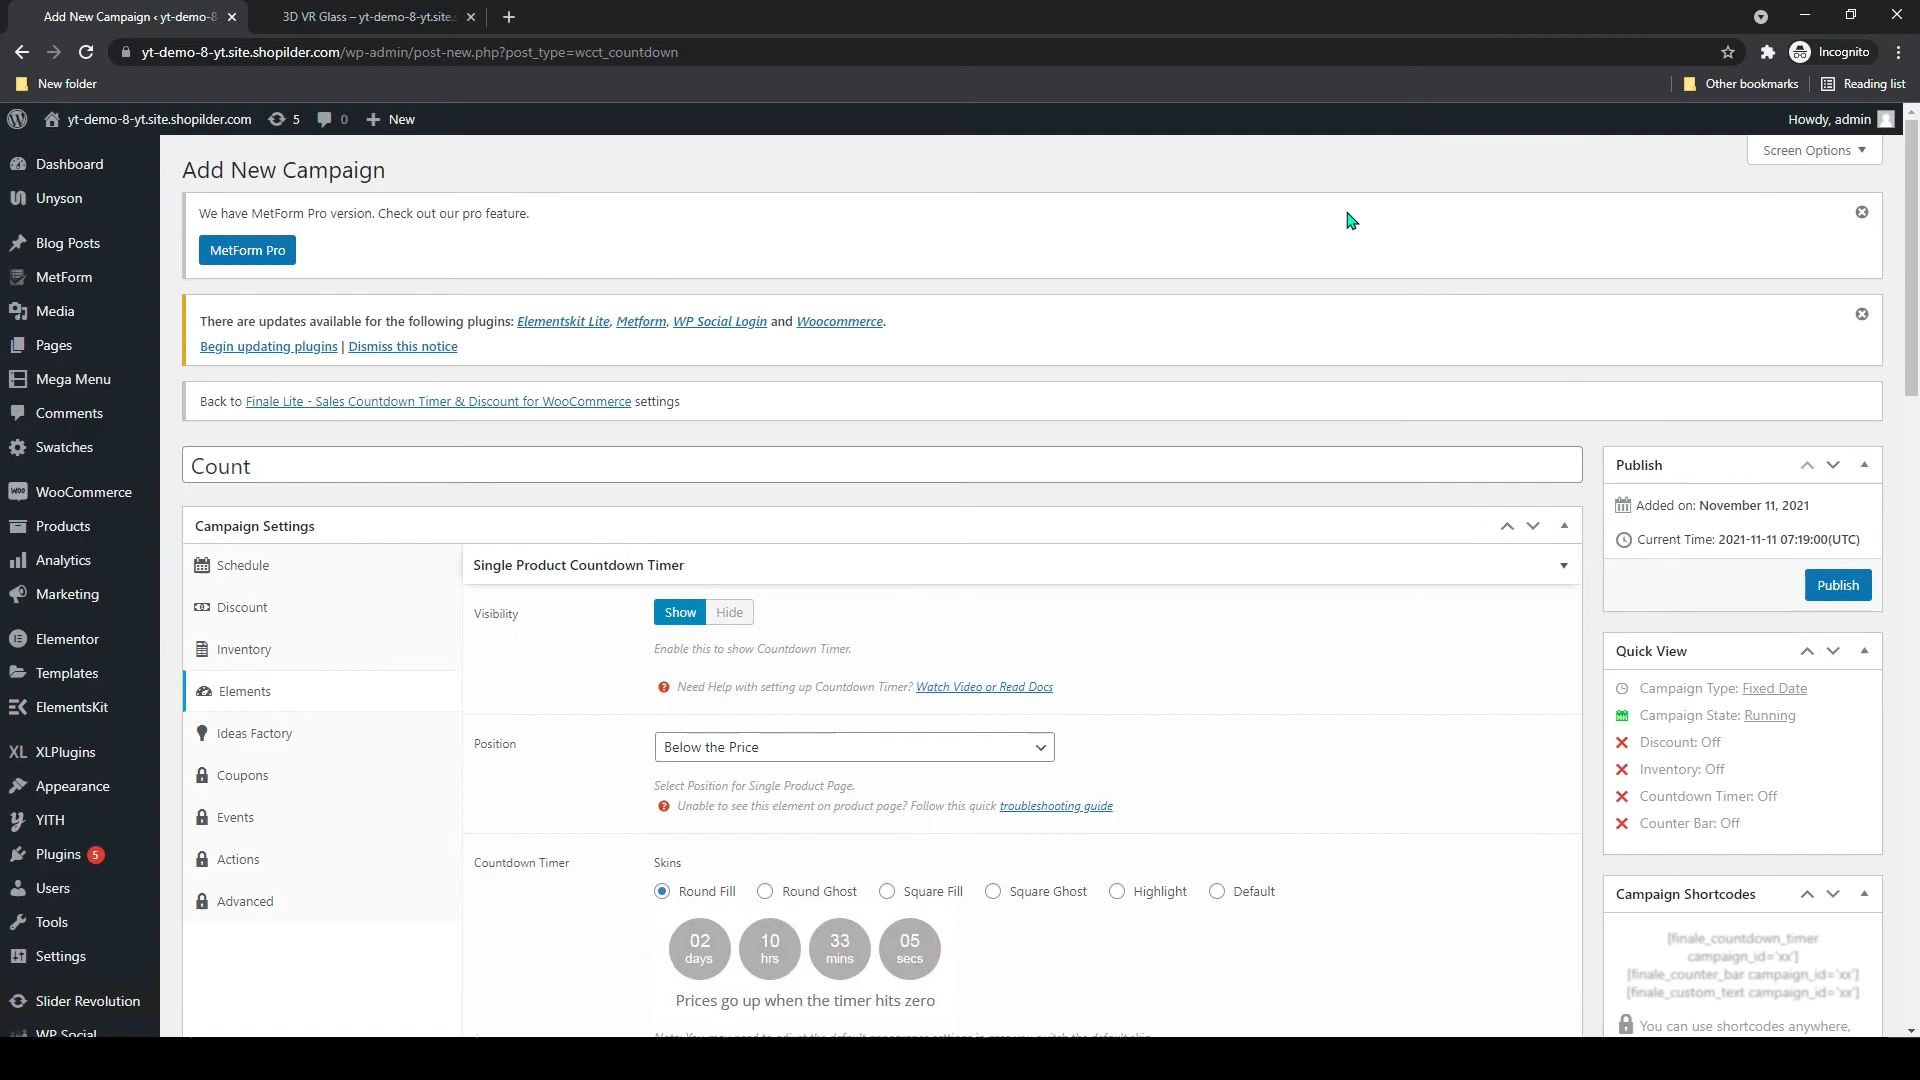 Add New Campaign ‹ yt-demo-8
3D VR Glass – yt-demo-8-yt.site.
yt-demo-8-yt.site.shopilder.com/wp-admin/post-new.php?post_type=wcct_countdown
Incognito
New folder
Other bookmarks
Reading list
yt-demo-8-yt.site.shopilder.com
5
0
New
Howdy, admin
Screen Options
Dashboard
Unyson
Blog Posts
MetForm
Media
Pages
Mega Menu
Comments
Swatches
WooCommerce
Products
Analytics
Marketing
Elementor
Templates
ElementsKit
XL XLPlugins
Appearance
YITH
Plugins 5
Users
Tools
Settings
Slider Revolution
WP Social
Add New Campaign
We have MetForm Pro version. Check out our pro feature.
MetForm Pro
There are updates available for the following plugins: Elementskit Lite, Metform, WP Social Login and Woocommerce.
Begin updating plugins | Dismiss this notice
Back to Finale Lite - Sales Countdown Timer & Discount for WooCommerce settings
Count
Campaign Settings
Schedule
Discount
Inventory
Elements
Ideas Factory
Coupons
Events
Actions
Advanced
Single Product Countdown Timer
Visibility
Show Hide
Enable this to show Countdown Timer.
Need Help with setting up Countdown Timer? Watch Video or Read Docs
Position
Below the Price
Select Position for Single Product Page.
Unable to see this element on product page? Follow this quick troubleshooting guide
Countdown Timer
Skins
Round Fill Round Ghost Square Fill Square Ghost Highlight Default
02 10 33 05
days hrs mins secs
Prices go up when the timer hits zero
Publish
Added on: November 11, 2021
Current Time: 2021-11-11 07:19:00(UTC)
Publish
Quick View
Campaign Type: Fixed Date
Campaign State: Running
Discount: Off
Inventory: Off
Countdown Timer: Off
Counter Bar: Off
Campaign Shortcodes
[finale_countdown_timer
campaign_id='xx']
[finale_counter_bar campaign_id='xx']
[finale_custom_text campaign_id='xx']
You can use shortcodes anywhere,